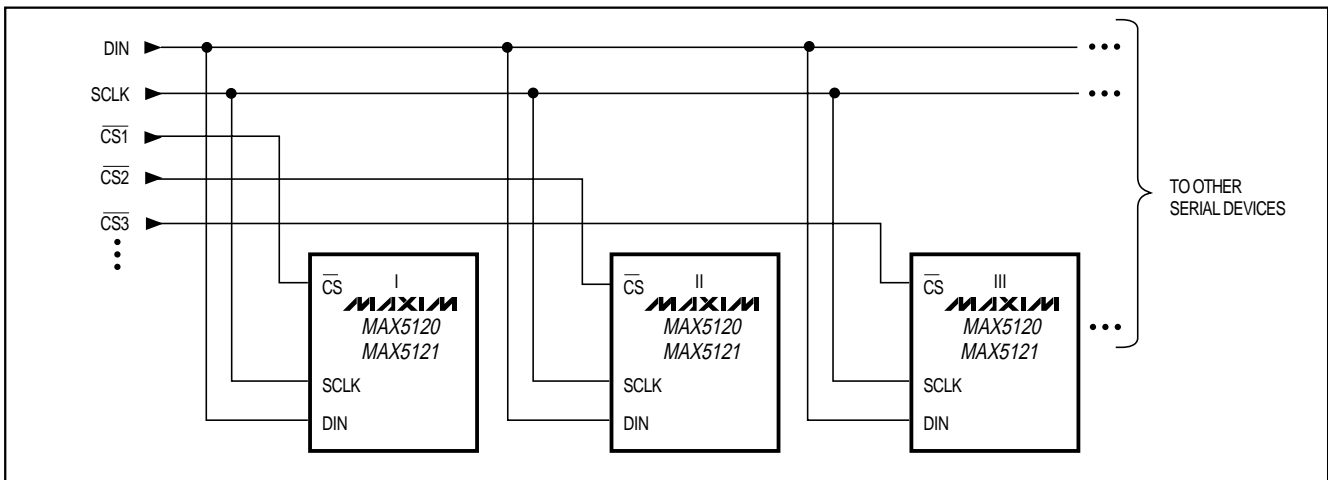 DIN
SCLK
CS1
CS2
CS3
TO OTHER
SERIAL DEVICES
CS
I
MAXIM
MAX5120
MAX5121
SCLK
DIN
CS
II
MAXIM
MAX5120
MAX5121
SCLK
DIN
CS
III
MAXIM
MAX5120
MAX5121
SCLK
DIN